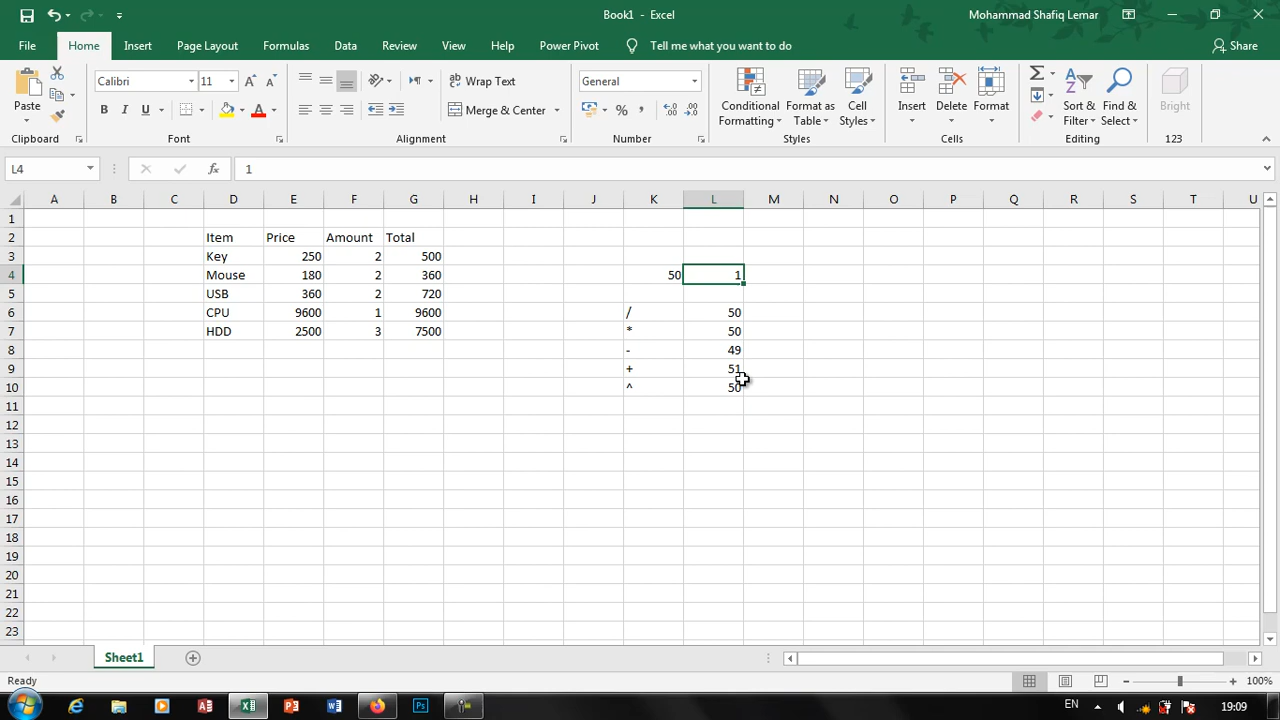 Book1 - Excel
Mohammad Shafiq Lemar
File Home Insert Page Layout Formulas Data Review View Help Power Pivot Tell me what you want to do Share
Paste
Clipboard
Calibri 11
B I U A
Font
Wrap Text
Merge & Center
Alignment
General
% ,
Number
Conditional Formatting
Format as Table
Cell Styles
Styles
Insert Delete Format
Cells
Sort & Filter
Find & Select
Editing
Bright
123
L4 fx 1
A B C D E F G H I J K L M N O P Q R S T U
1
2 Item Price Amount Total
3 Key 250 2 500
4 Mouse 180 2 360 50 1
5 USB 360 2 720
6 CPU 9600 1 9600 / 50
7 HDD 2500 3 7500 * 50
8 - 49
9 + 51
10 ^ 50
11
12
13
14
15
16
17
18
19
20
21
22
23
Sheet1
Ready 100%
EN 19:09